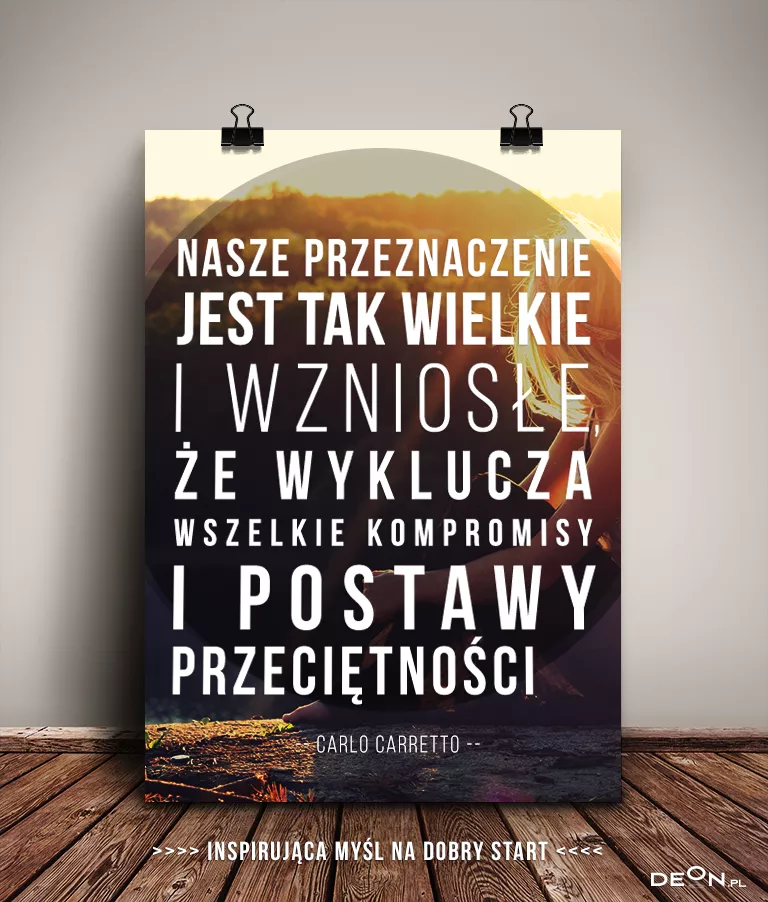 NASZE PRZEZNACZENIE
JEST TAK WIELKIE
I WZNIOSŁE,
ŻE WYKLUCZA
WSZELKIE KOMPROMISY
I POSTAWY
PRZECIĘTNOŚCI
-- CARLO CARRETTO --
>>>> INSPIRUJĄCA MYŚL NA DOBRY START <<<<
DEON.PL